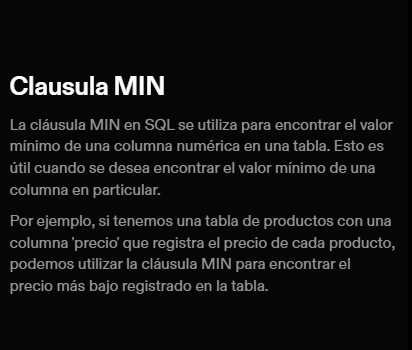 Clausula MIN
La cláusula MIN en SQL se utiliza para encontrar el valor
mínimo de una columna numérica en una tabla. Esto es
útil cuando se desea encontrar el valor mínimo de una
columna en particular.
Por ejemplo, si tenemos una tabla de productos con una
columna 'precio' que registra el precio de cada producto,
podemos utilizar la cláusula MIN para encontrar el
precio más bajo registrado en la tabla.